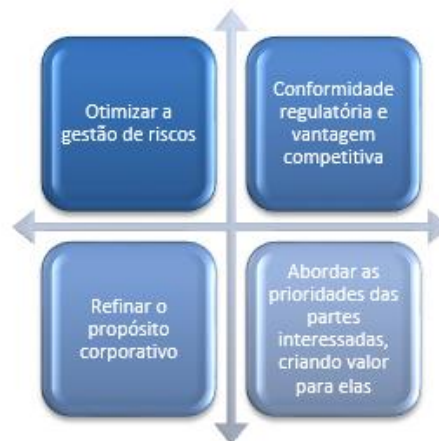 Otimizar a
gestão de riscos
Conformidade
regulatória e
vantagem
competitiva
Refinar o
propósito
corporativo
Abordar as
prioridades das
partes
interessadas,
criando valor
para elas